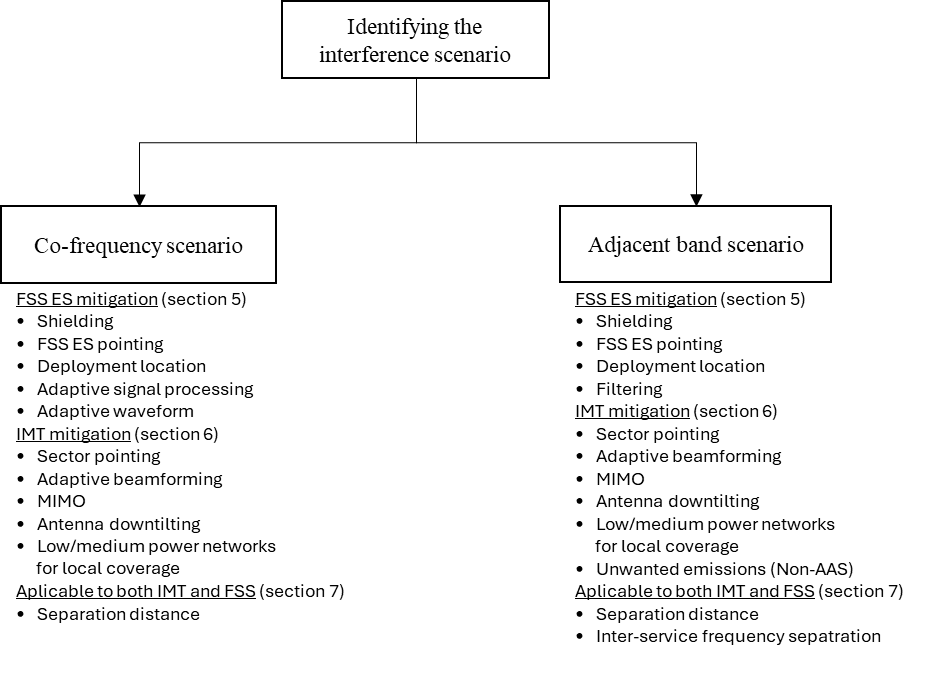 Identifying the
interference scenario
Co-frequency scenario
FSS ES mitigation (section 5)
• Shielding
• FSS ES pointing
• Deployment location
• Adaptive signal processing
• Adaptive waveform
IMT mitigation (section 6)
• Sector pointing
• Adaptive beamforming
• MIMO
• Antenna downtilting
• Low/medium power networks
for local coverage
Aplicable to both IMT and FSS (section 7)
• Separation distance
Adjacent band scenario
FSS ES mitigation (section 5)
• Shielding
• FSS ES pointing
• Deployment location
• Filtering
IMT mitigation (section 6)
• Sector pointing
• Adaptive beamforming
• MIMO
• Antenna downtilting
• Low/medium power networks
for local coverage
• Unwanted emissions (Non-AAS)
Aplicable to both IMT and FSS (section 7)
• Separation distance
• Inter-service frequency sepatration